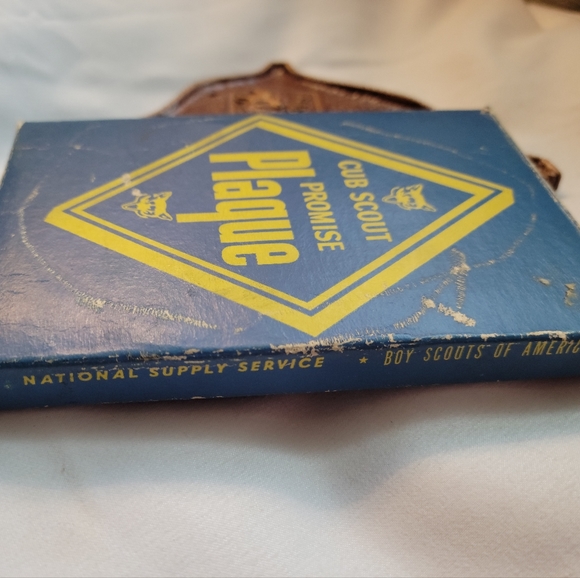 CUB SCOUT
PROMISE
Plaque
NATIONAL SUPPLY SERVICE ★ BOY SCOUTS OF AMERIC